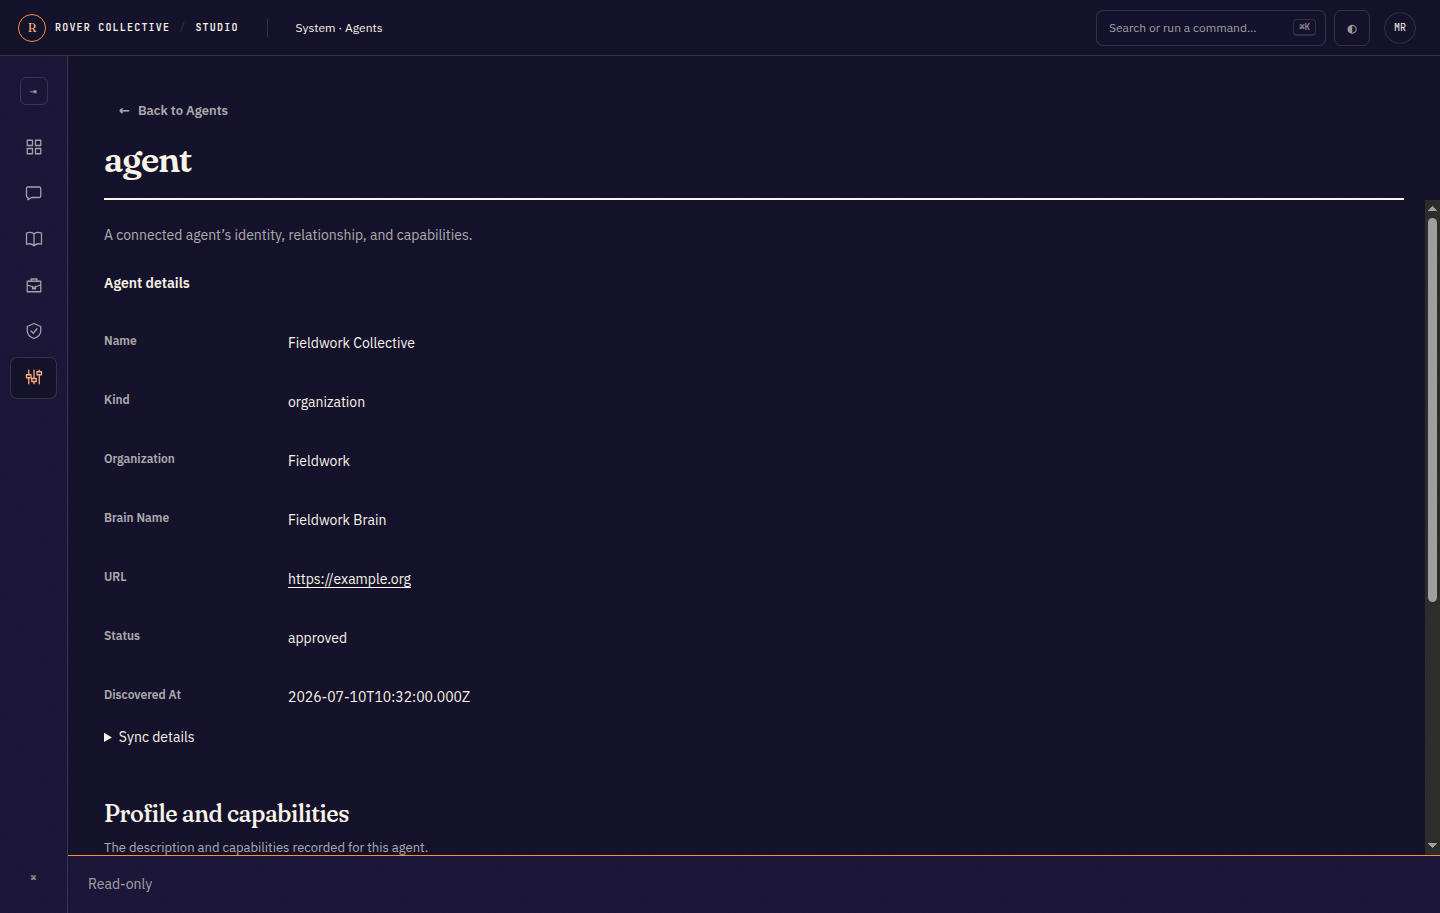 R ROVER COLLECTIVE / STUDIO
System · Agents
Search or run a command... ⌘K
MR
← Back to Agents
agent
A connected agent’s identity, relationship, and capabilities.
Agent details
Name Fieldwork Collective
Kind organization
Organization Fieldwork
Brain Name Fieldwork Brain
URL https://example.org
Status approved
Discovered At 2026-07-10T10:32:00.000Z
▶ Sync details
Profile and capabilities
The description and capabilities recorded for this agent.
⌘
Read-only